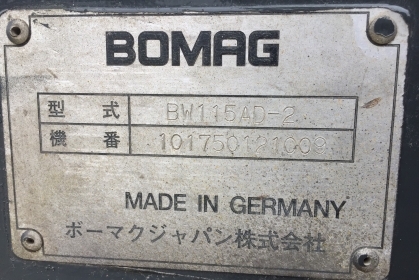 BOMAG
型式 BW115AD-2
機番 101750121009
MADE IN GERMANY
ボーマクジャパン株式会社